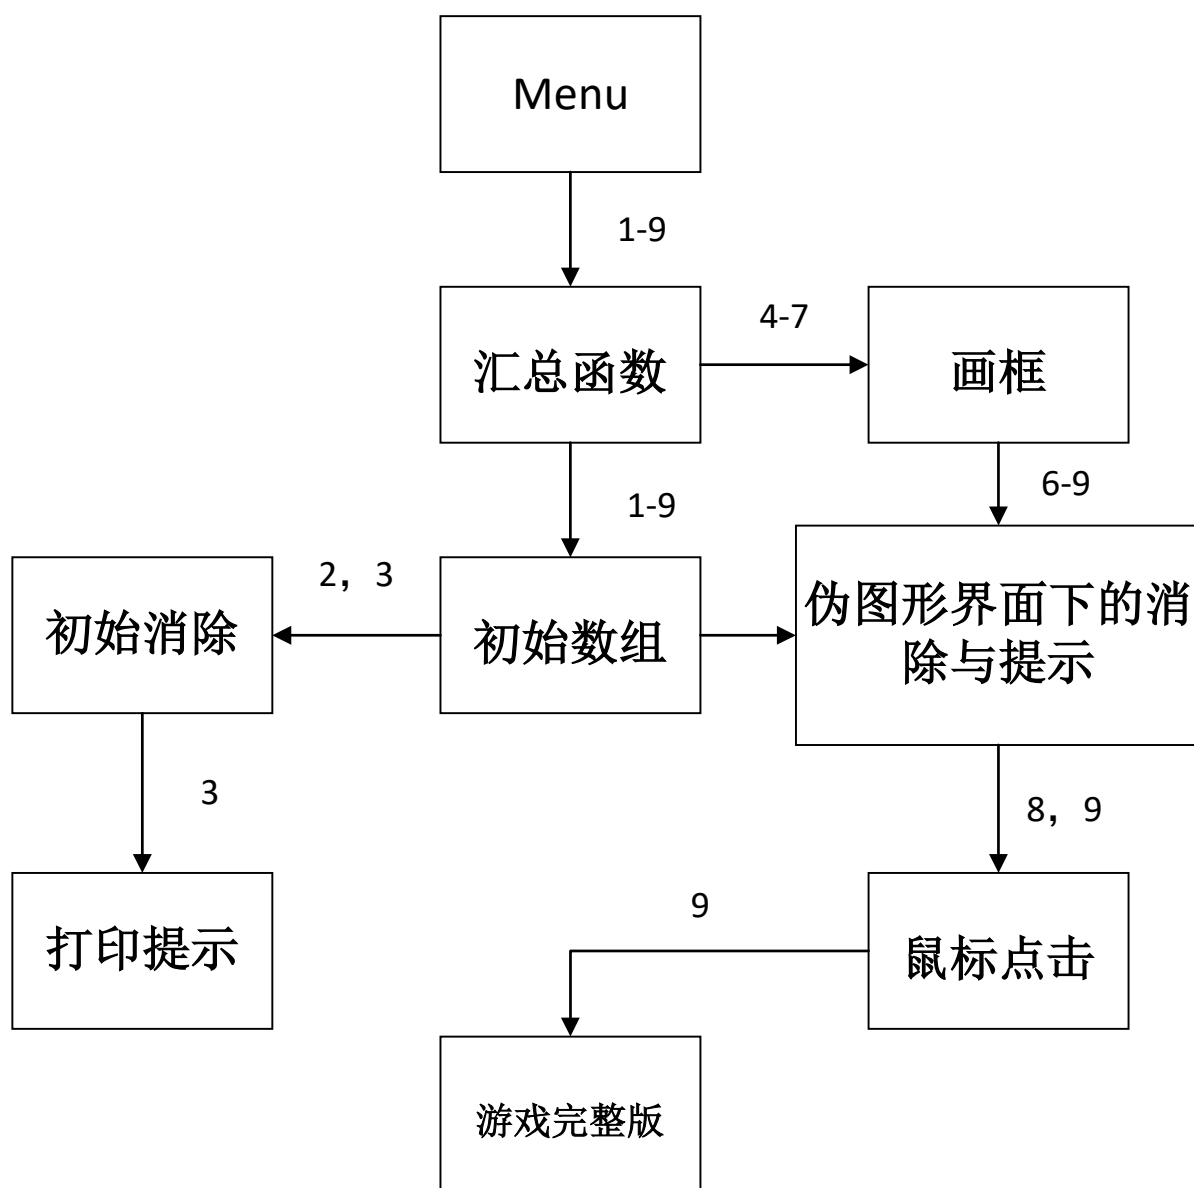 Menu
1-9
汇总函数
4-7
画框
1-9
6-9
初始消除
2，3
初始数组
伪图形界面下的消
除与提示
3
8，9
打印提示
9
鼠标点击
游戏完整版